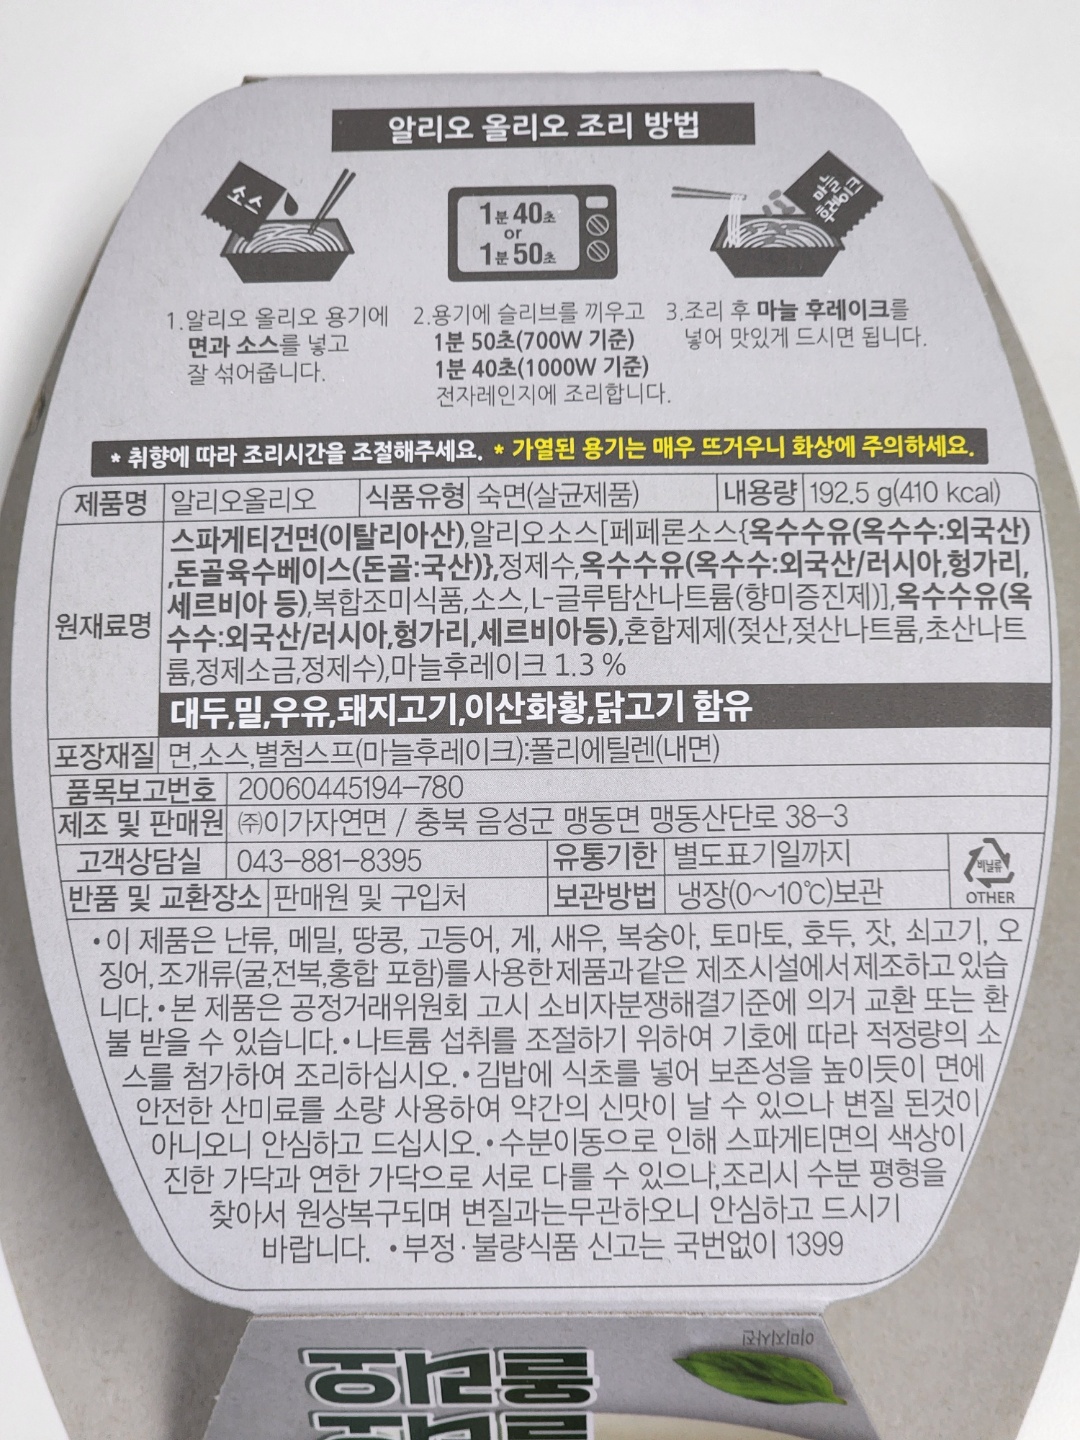 알리오 올리오 조리 방법
소스
1분 40초
or
1분 50초
마늘
후레이크
1.알리오 올리오 용기에
면과 소스를 넣고
잘 섞어줍니다.
2.용기에 슬리브를 끼우고
1분 50초(700W 기준)
1분 40초(1000W 기준)
전자레인지에 조리합니다.
3.조리 후 마늘 후레이크를
넣어 맛있게 드시면 됩니다.
* 취향에 따라 조리시간을 조절해주세요. * 가열된 용기는 매우 뜨거우니 화상에 주의하세요.
제품명 알리오올리오 식품유형 숙면(살균제품) 내용량 192.5 g(410 kcal)
원재료명
스파게티건면(이탈리아산),알리오소스[페페론소스{옥수수유(옥수수:외국산)
,돈골육수베이스(돈골:국산)},정제수,옥수수유(옥수수:외국산/러시아,헝가리,
세르비아 등),복합조미식품,소스,L-글루탐산나트륨(향미증진제)],옥수수유(옥
수수:외국산/러시아,헝가리,세르비아등),혼합제제(젖산,젖산나트륨,초산나트
륨,정제소금,정제수),마늘후레이크 1.3 %
대두,밀,우유,돼지고기,이산화황,닭고기 함유
포장재질 면,소스,별첨스프(마늘후레이크):폴리에틸렌(내면)
품목보고번호 20060445194-780
제조 및 판매원 ㈜이가자연면 / 충북 음성군 맹동면 맹동산단로 38-3
고객상담실 043-881-8395 유통기한 별도표기일까지
반품 및 교환장소 판매원 및 구입처 보관방법 냉장(0~10℃)보관
비닐류
OTHER
•이 제품은 난류, 메밀, 땅콩, 고등어, 게, 새우, 복숭아, 토마토, 호두, 잣, 쇠고기, 오
징어,조개류(굴,전복,홍합 포함)를 사용한 제품과 같은 제조시설에서 제조하고 있습
니다.•본 제품은 공정거래위원회 고시 소비자분쟁해결기준에 의거 교환 또는 환
불 받을 수 있습니다.•나트륨 섭취를 조절하기 위하여 기호에 따라 적정량의 소
스를 첨가하여 조리하십시오.•김밥에 식초를 넣어 보존성을 높이듯이 면에
안전한 산미료를 소량 사용하여 약간의 신맛이 날 수 있으나 변질 된것이
아니오니 안심하고 드십시오.•수분이동으로 인해 스파게티면의 색상이
진한 가닥과 연한 가닥으로 서로 다를 수 있으나,조리시 수분 평형을
찾아서 원상복구되며 변질과는무관하오니 안심하고 드시기
바랍니다. •부정·불량식품 신고는 국번없이 1399
이미지사진